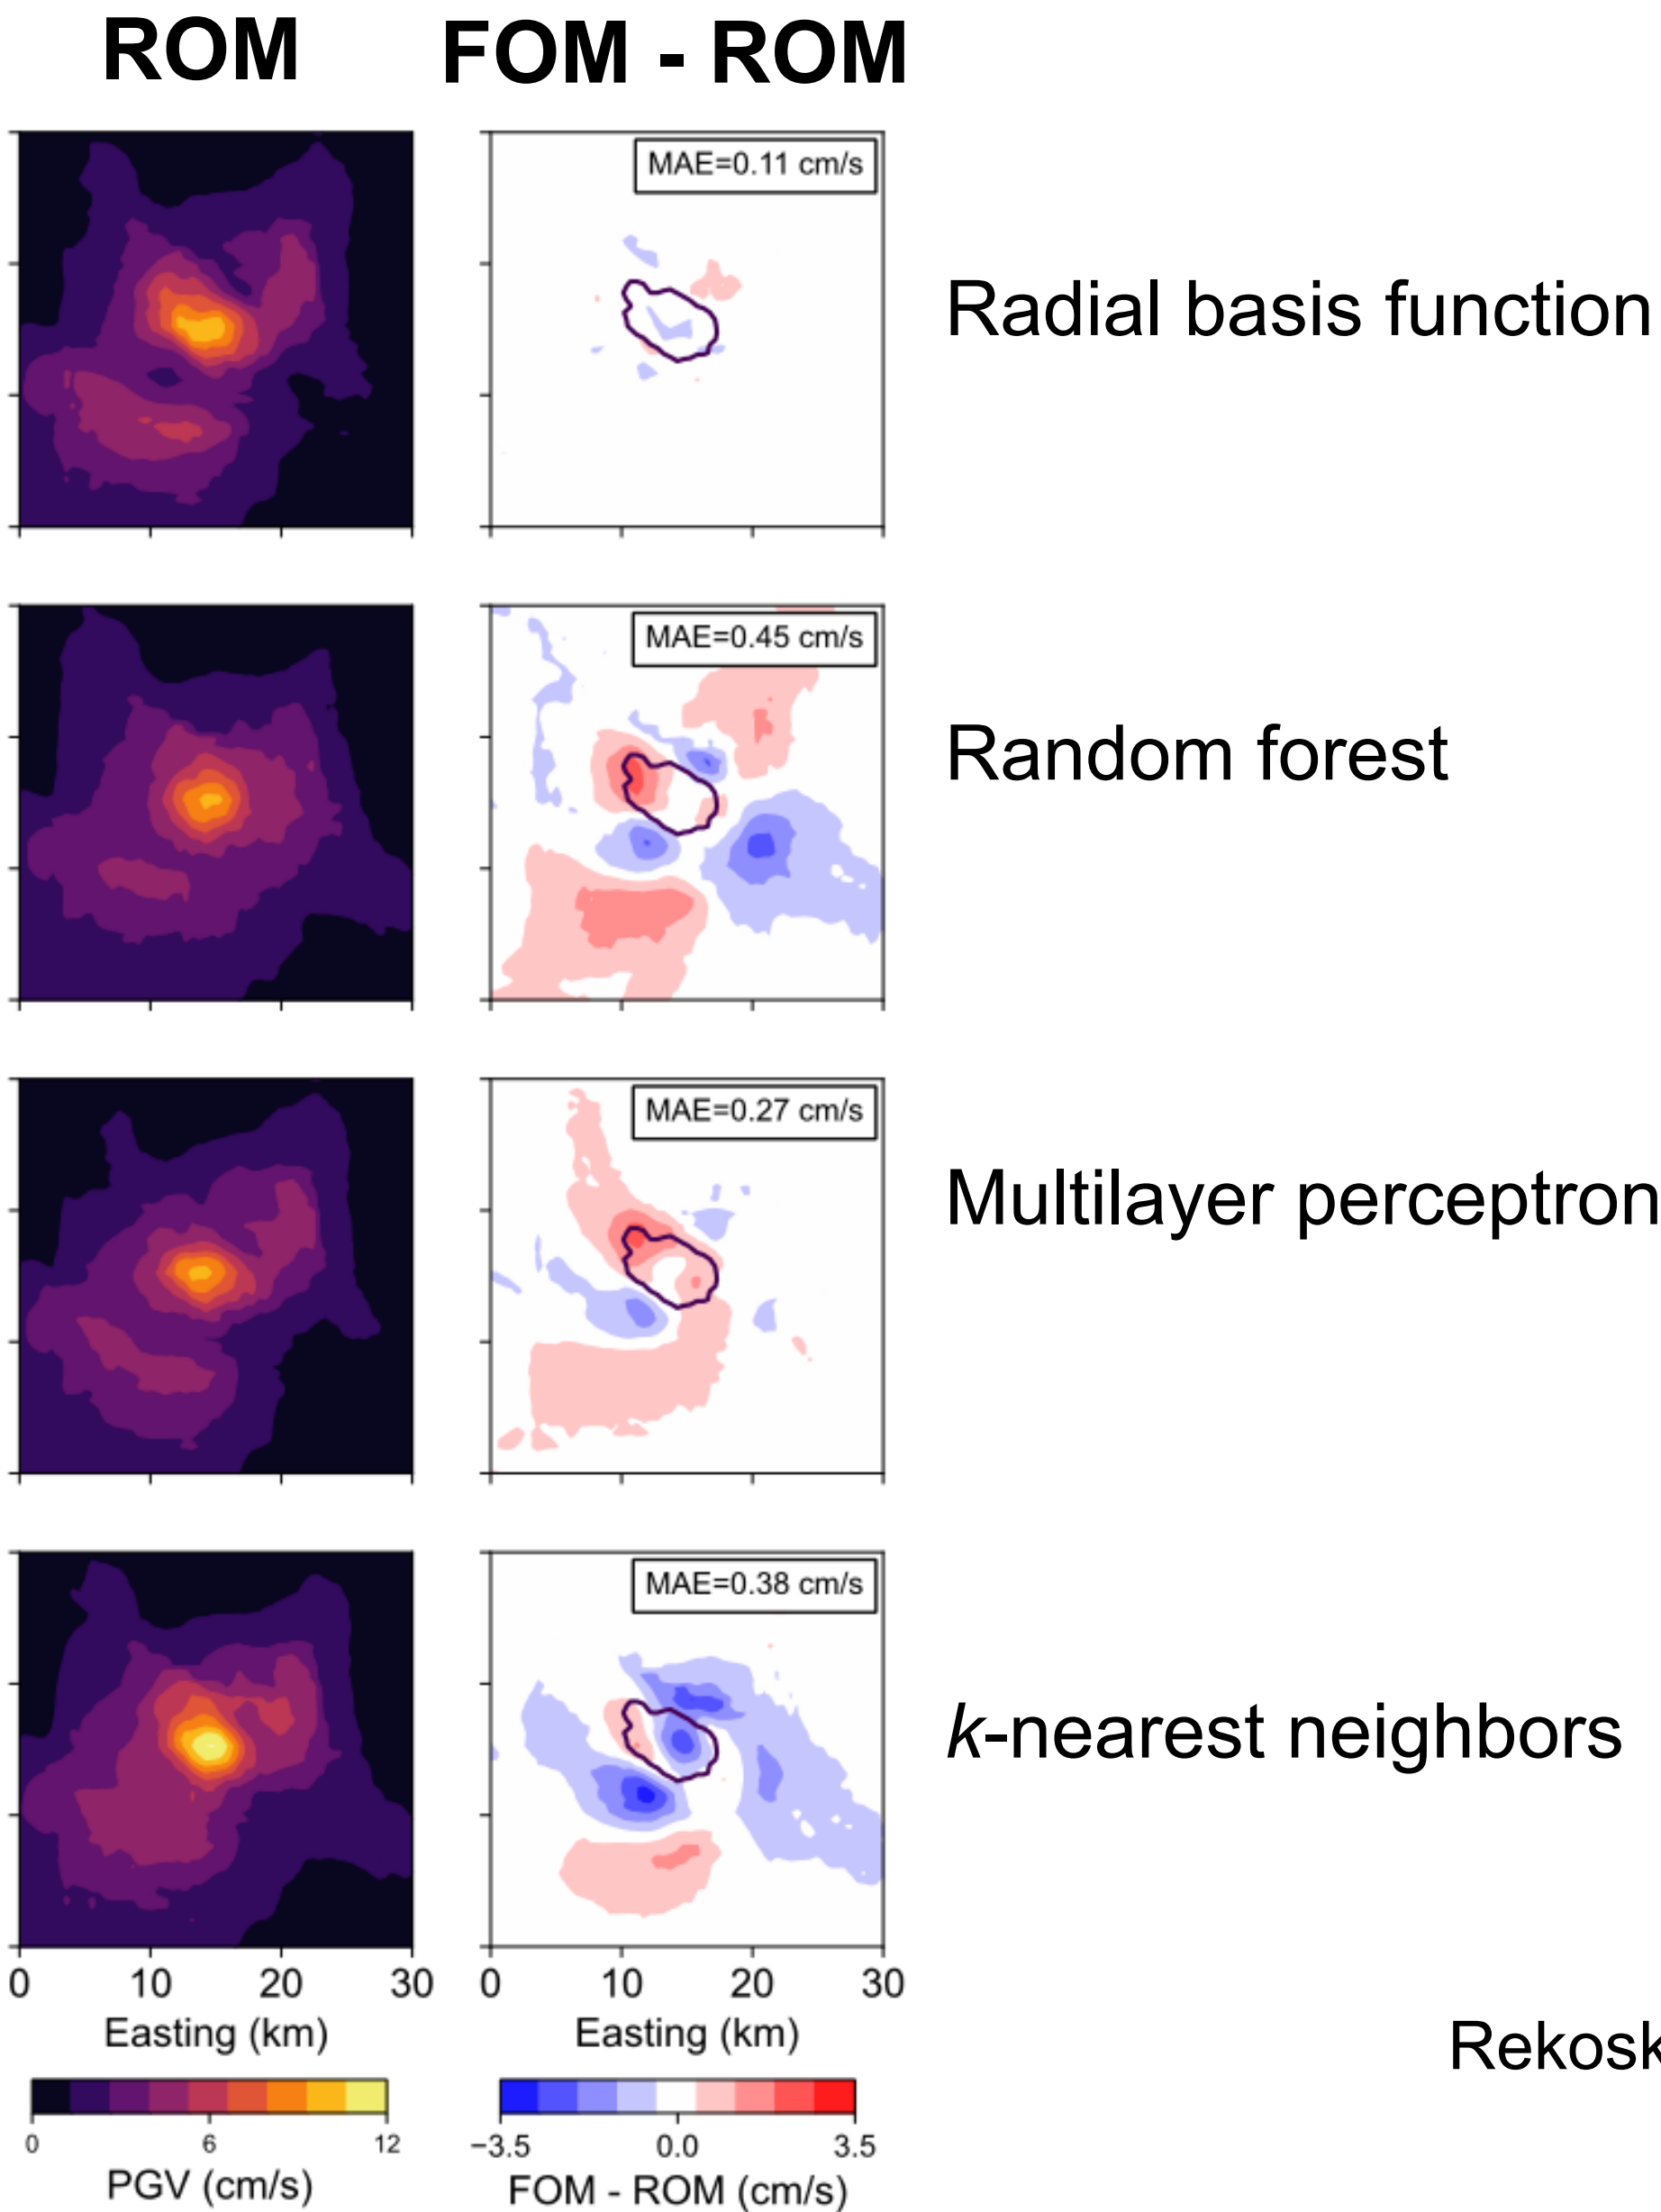 ROM FOM - ROM
MAE=0.11 cm/s
Radial basis function
MAE=0.45 cm/s
Random forest
MAE=0.27 cm/s
Multilayer perceptron
MAE=0.38 cm/s
k-nearest neighbors
0 10 20 30 0 10 20 30
Easting (km) Easting (km)
Rekosk
0 6 12 −3.5 0.0 3.5
PGV (cm/s) FOM - ROM (cm/s)